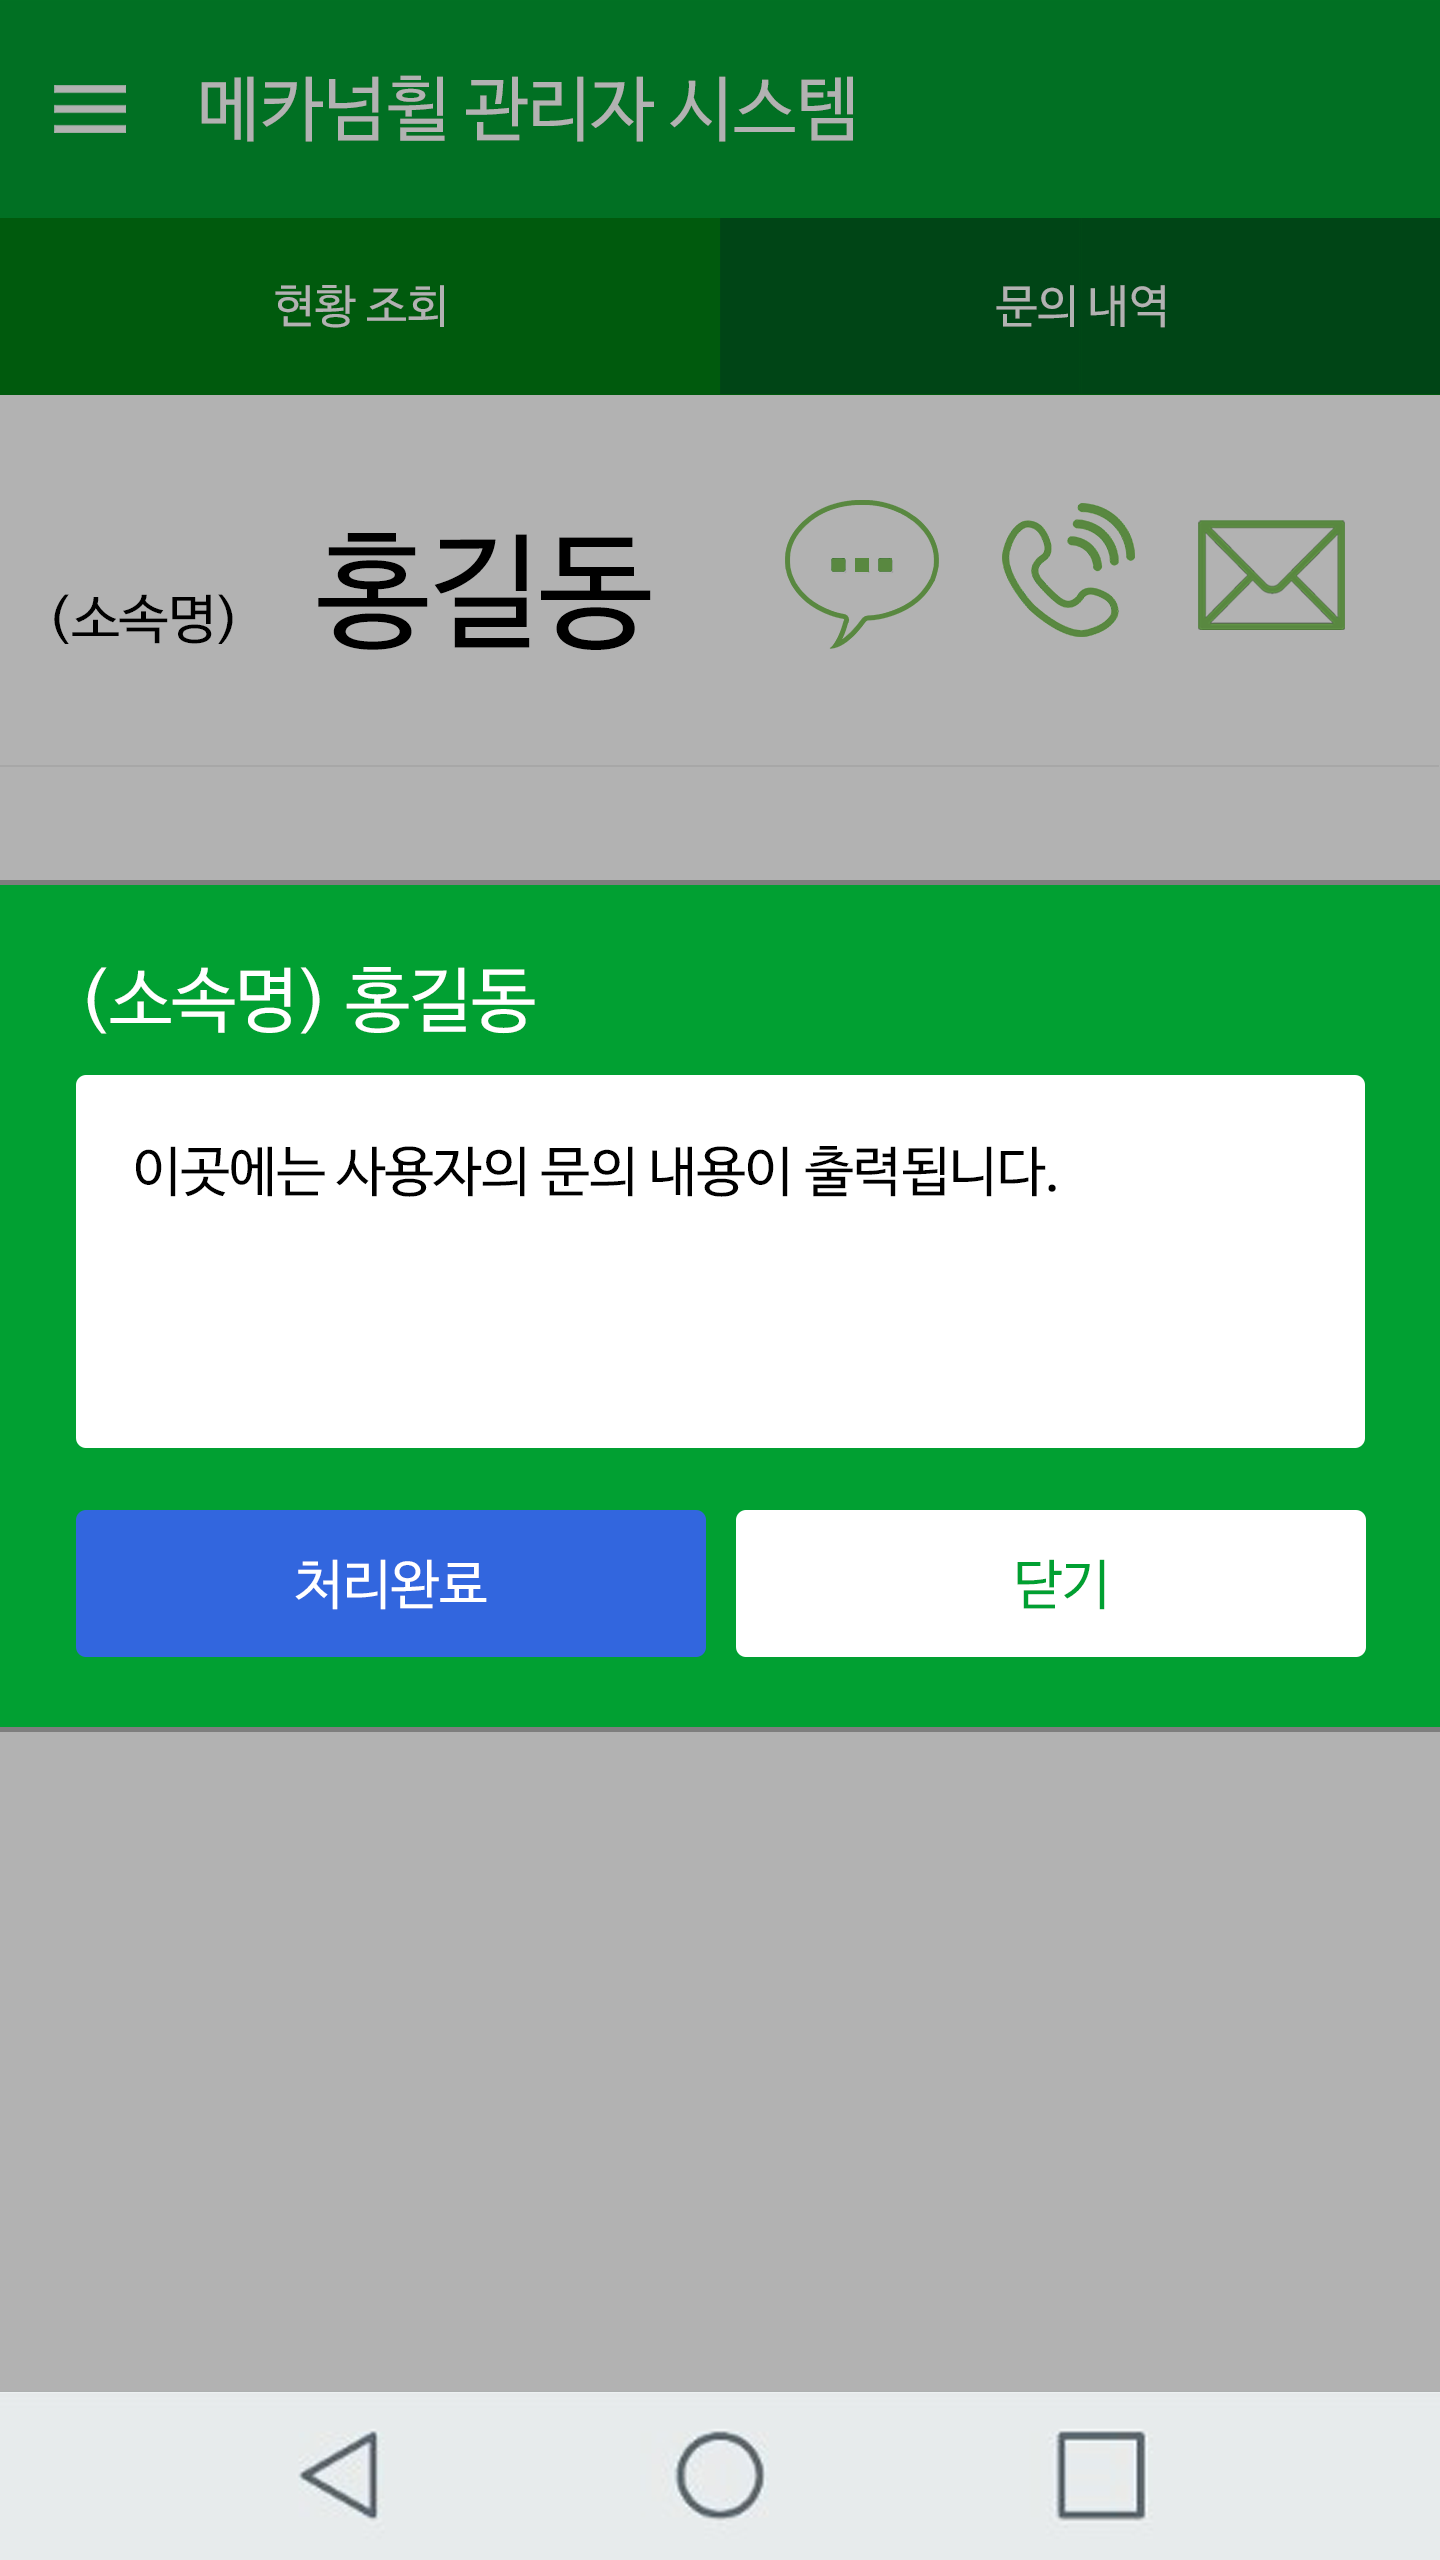 메카넘휠 관리자 시스템
현황 조회
문의 내역
(소속명) 홍길동
(소속명) 홍길동
이곳에는 사용자의 문의 내용이 출력됩니다.
처리완료
닫기